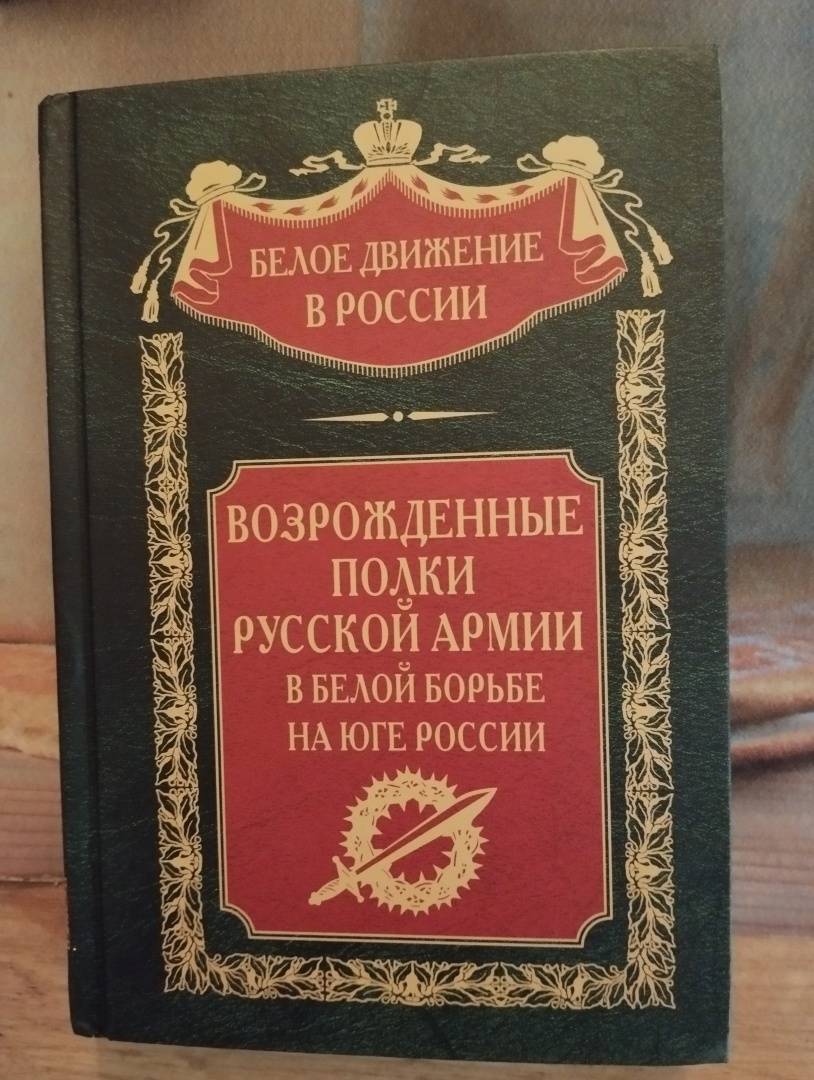 БЕЛОЕ ДВИЖЕНИЕ
В РОССИИ
ВОЗРОЖДЕННЫЕ
ПОЛКИ
РУССКОЙ АРМИИ
В БЕЛОЙ БОРЬБЕ
НА ЮГЕ РОССИИ